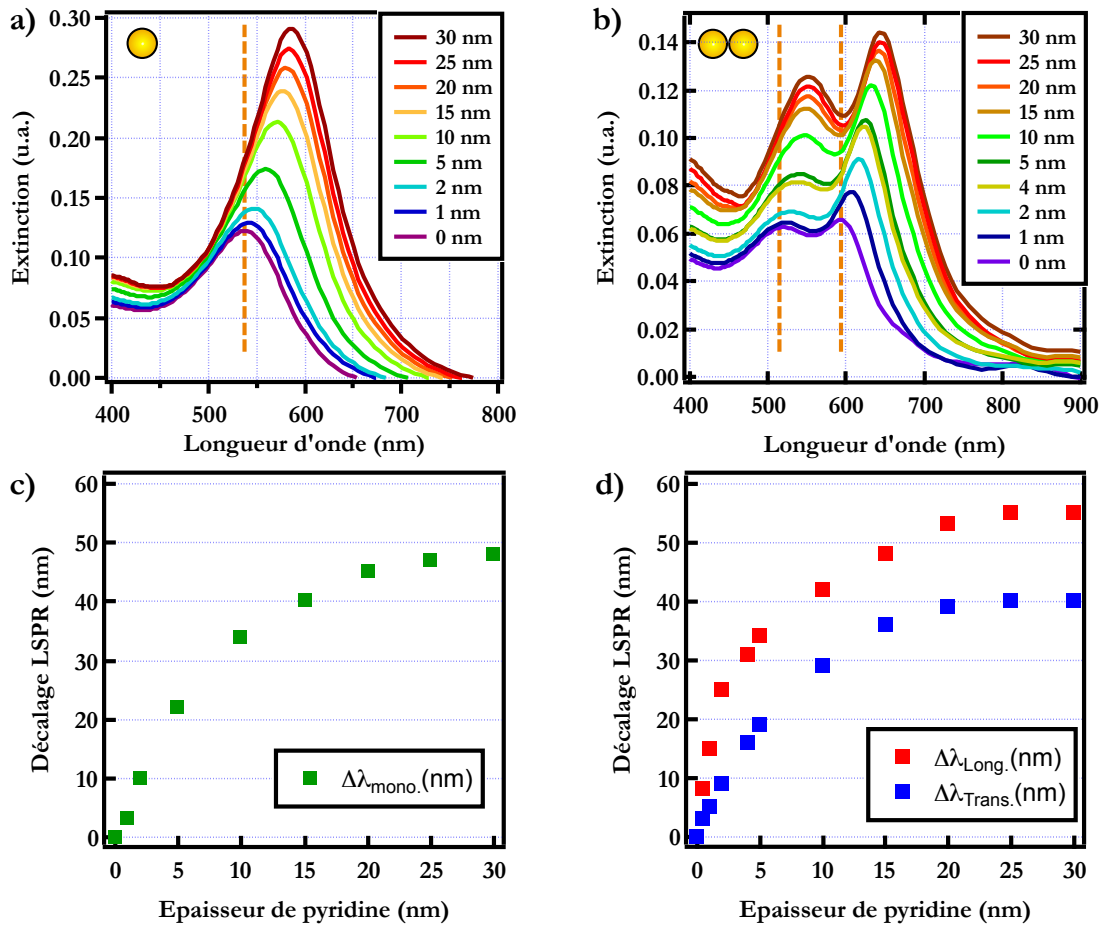 a)
Extinction (u.a.)
0.30
0.25
0.20
0.15
0.10
0.05
0.00
400
500
600
700
800
Longueur d'onde (nm)
30 nm
25 nm
20 nm
15 nm
10 nm
5 nm
2 nm
1 nm
0 nm
b)
Extinction (u.a.)
0.14
0.12
0.10
0.08
0.06
0.04
0.02
0.00
400
500
600
700
800
900
Longueur d'onde (nm)
30 nm
25 nm
20 nm
15 nm
10 nm
5 nm
4 nm
2 nm
1 nm
0 nm
c)
Décalage LSPR (nm)
60
50
40
30
20
10
0
0
5
10
15
20
25
30
Epaisseur de pyridine (nm)
Δλmono.(nm)
d)
Décalage LSPR (nm)
60
50
40
30
20
10
0
0
5
10
15
20
25
30
Epaisseur de pyridine (nm)
ΔλLong.(nm)
ΔλTrans.(nm)